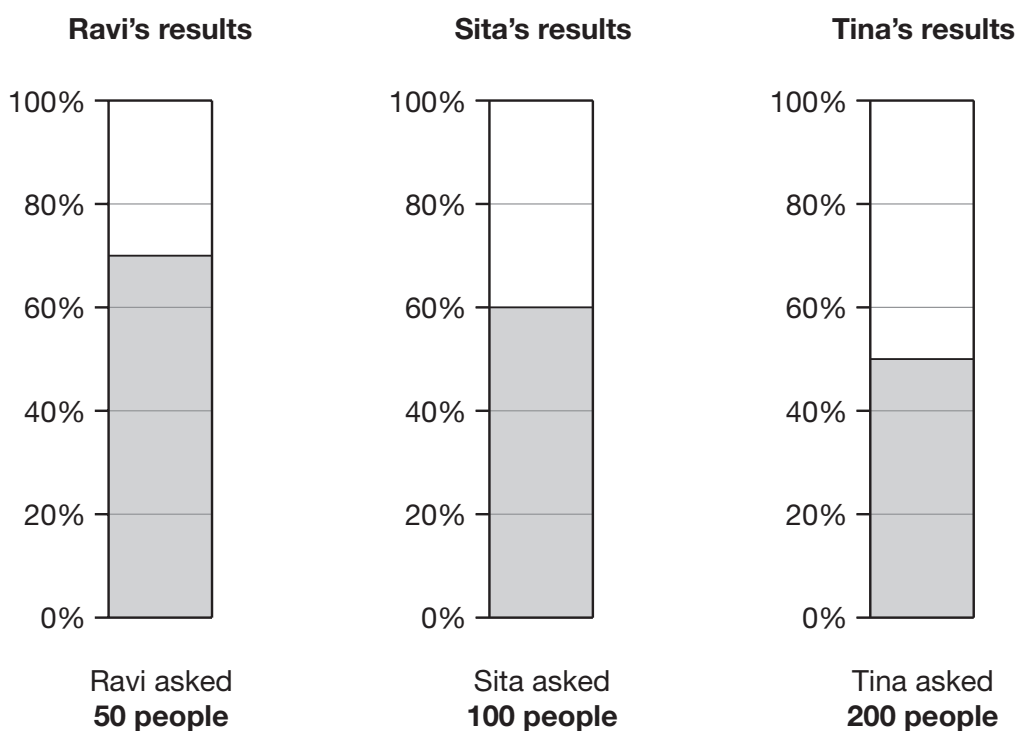 Ravi’s results
100%
80%
60%
40%
20%
0%
Ravi asked
50 people
Sita’s results
100%
80%
60%
40%
20%
0%
Sita asked
100 people
Tina’s results
100%
80%
60%
40%
20%
0%
Tina asked
200 people